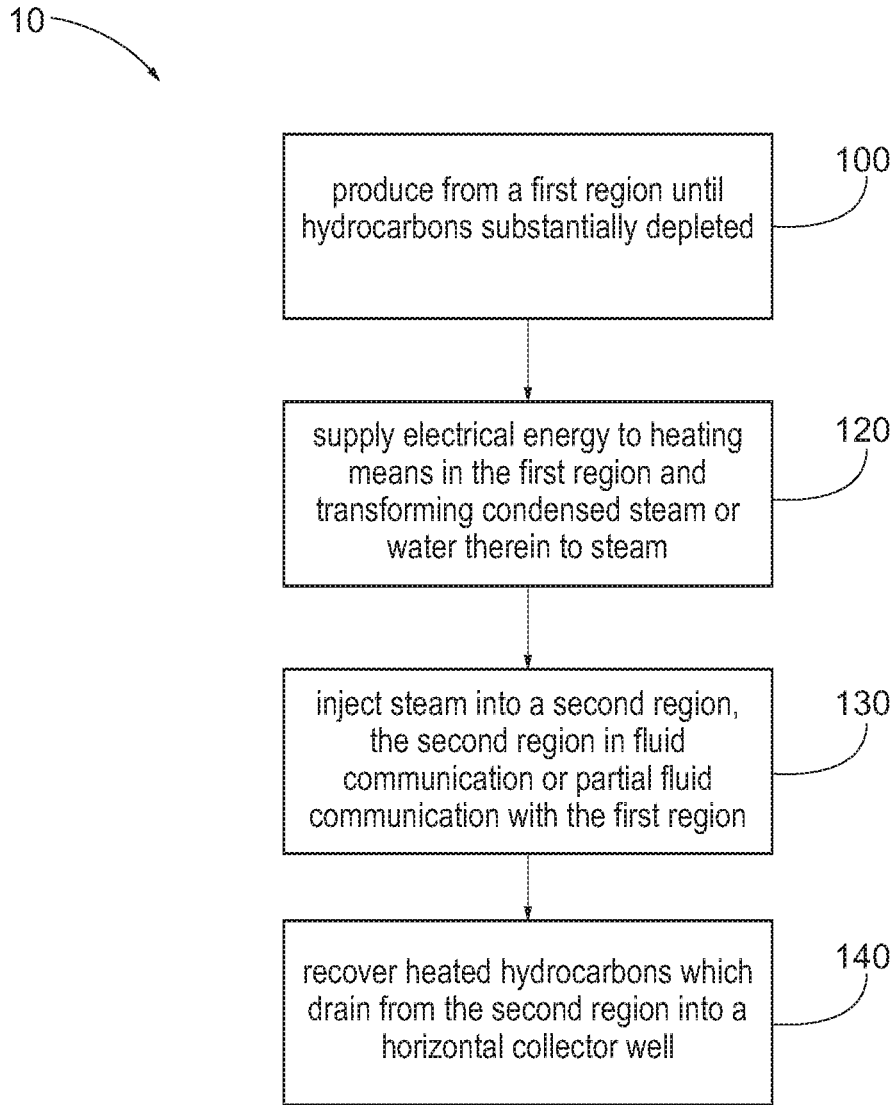 10
100
produce from a first region until
hydrocarbons substantially depleted
120
supply electrical energy to heating
means in the first region and
transforming condensed steam or
water therein to steam
130
inject steam into a second region,
the second region in fluid
communication or partial fluid
communication with the first region
140
recover heated hydrocarbons which
drain from the second region into a
horizontal collector well